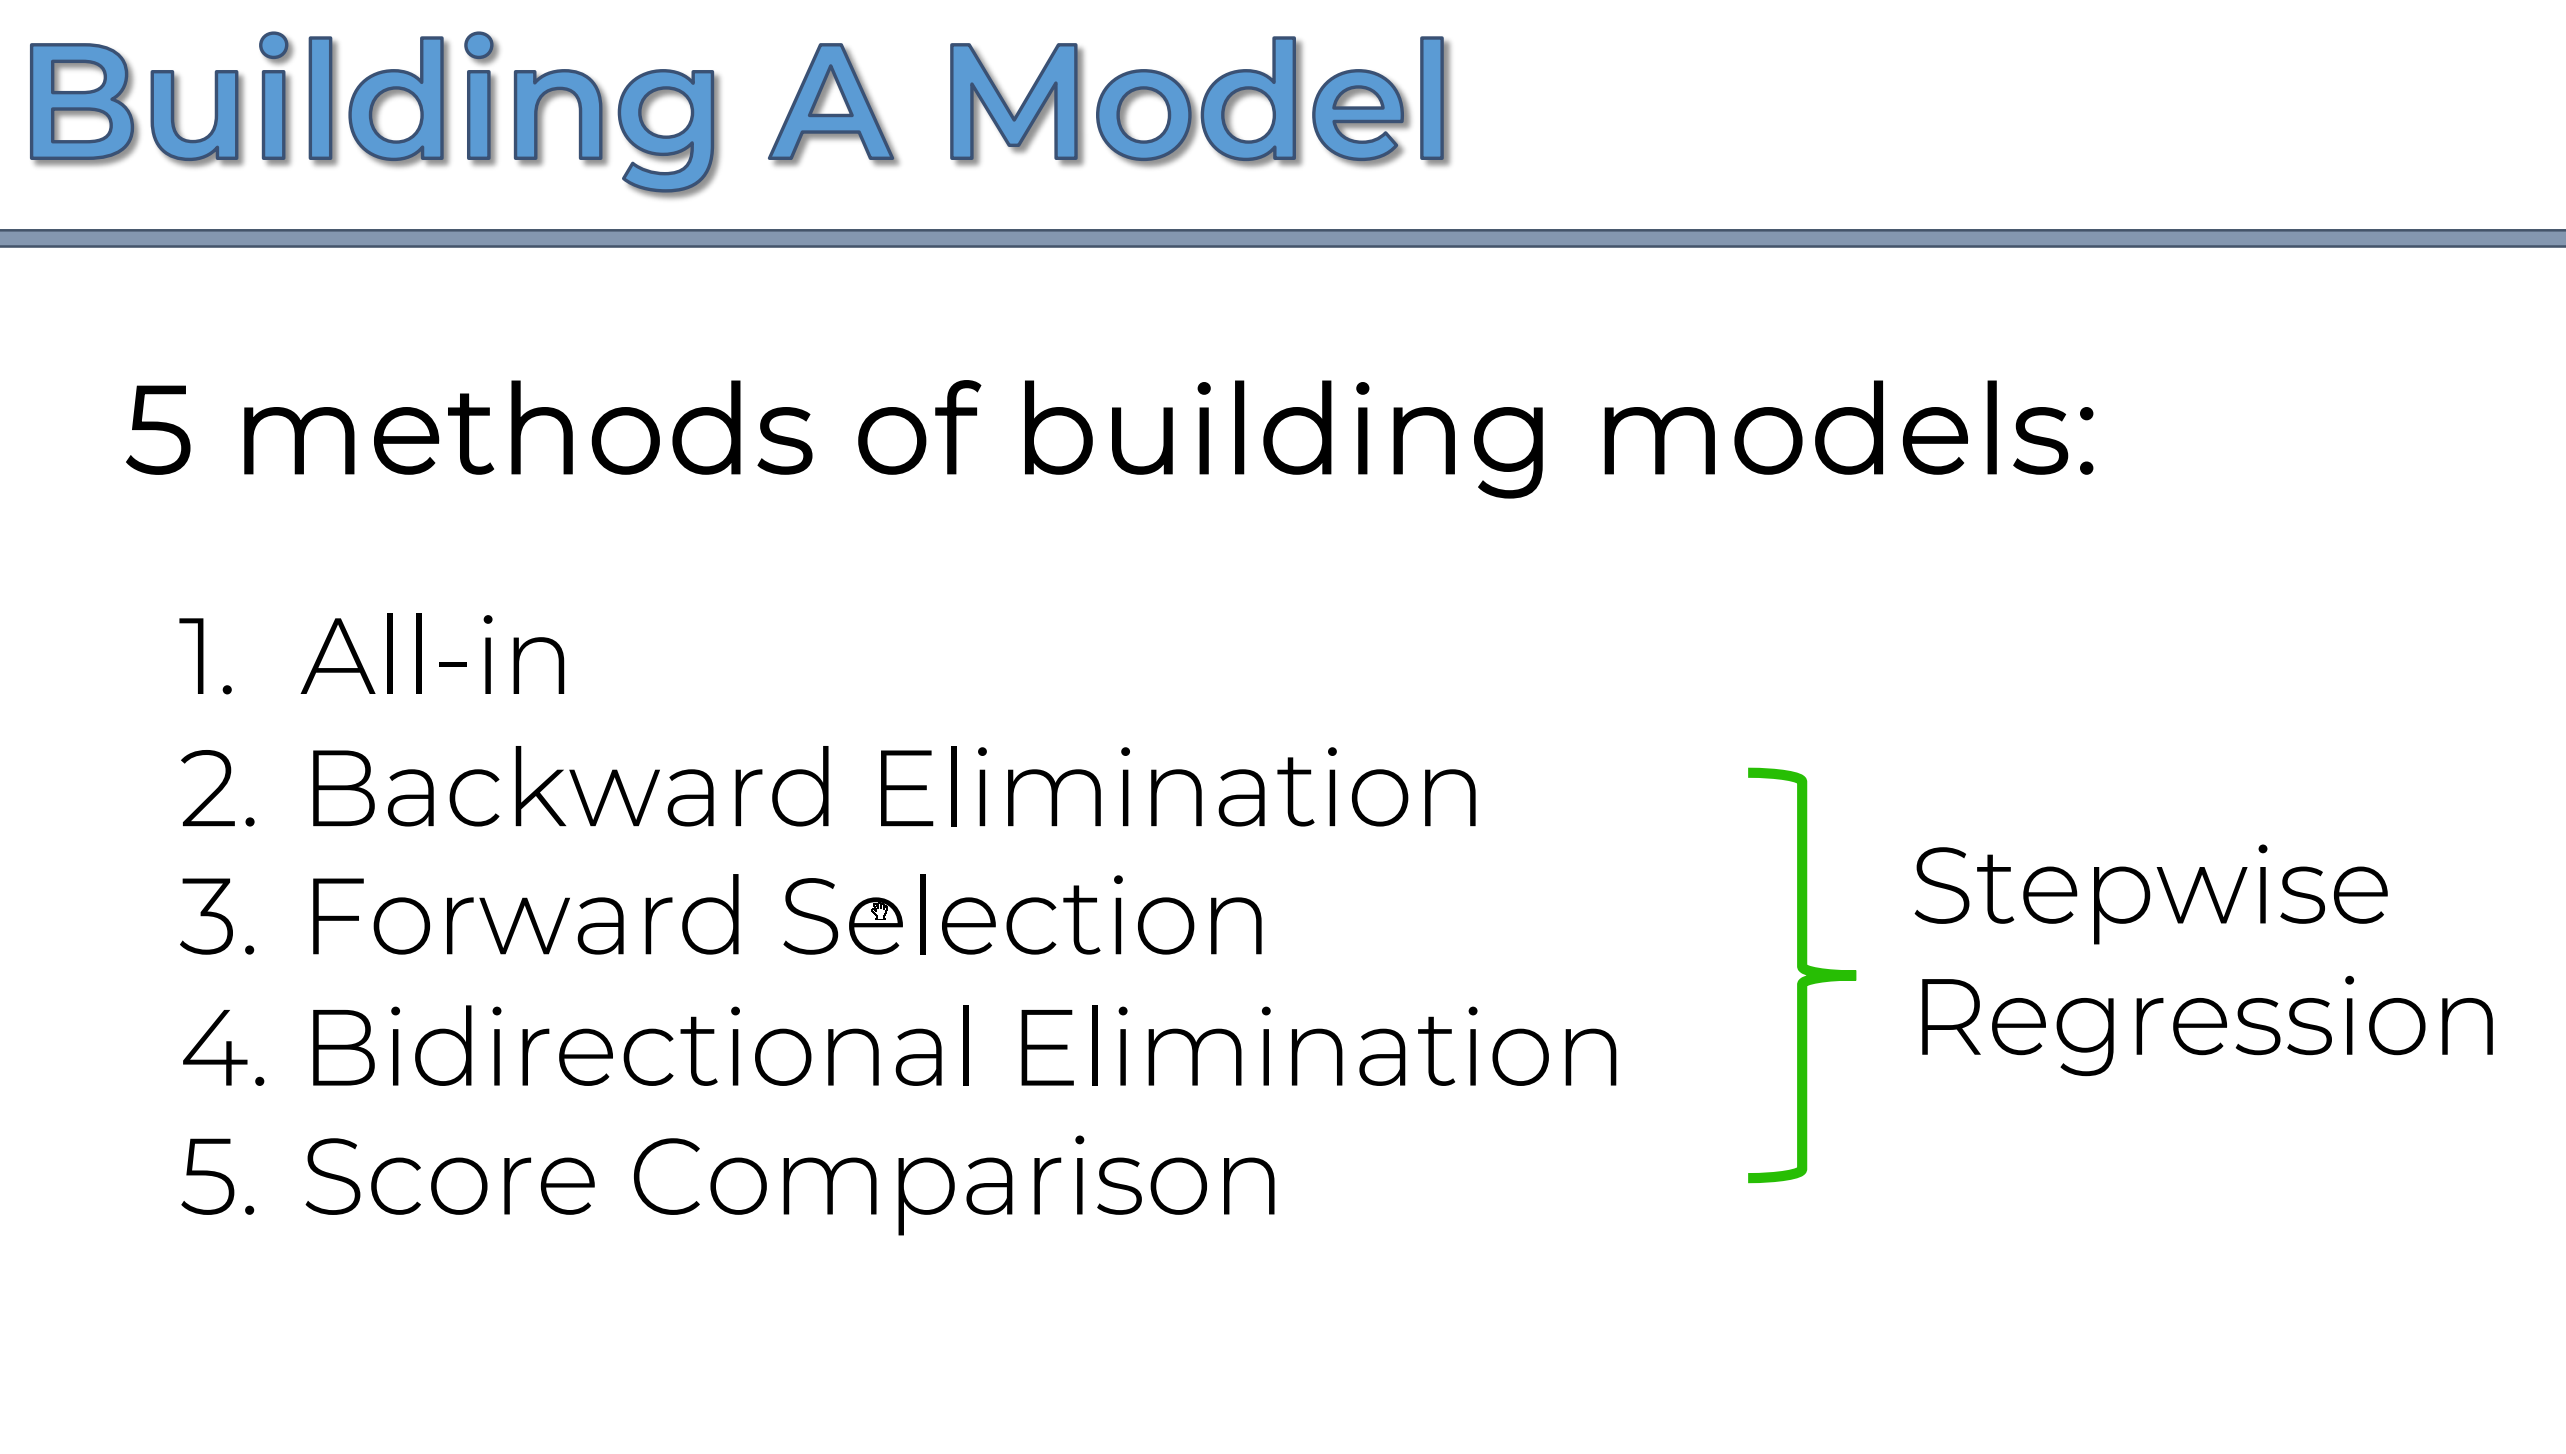 Building A Model
5 methods of building models:
1. All-in
2. Backward Elimination
3. Forward Selection
4. Bidirectional Elimination
5. Score Comparison
Stepwise
Regression